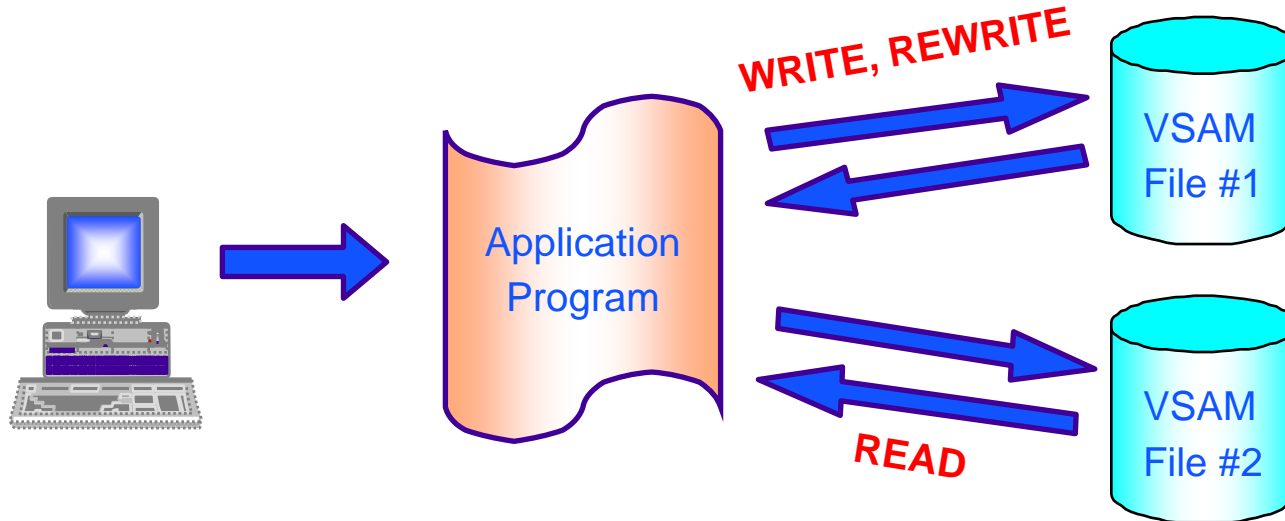 WRITE, REWRITE
VSAM
File #1
Application
Program
VSAM
File #2
READ